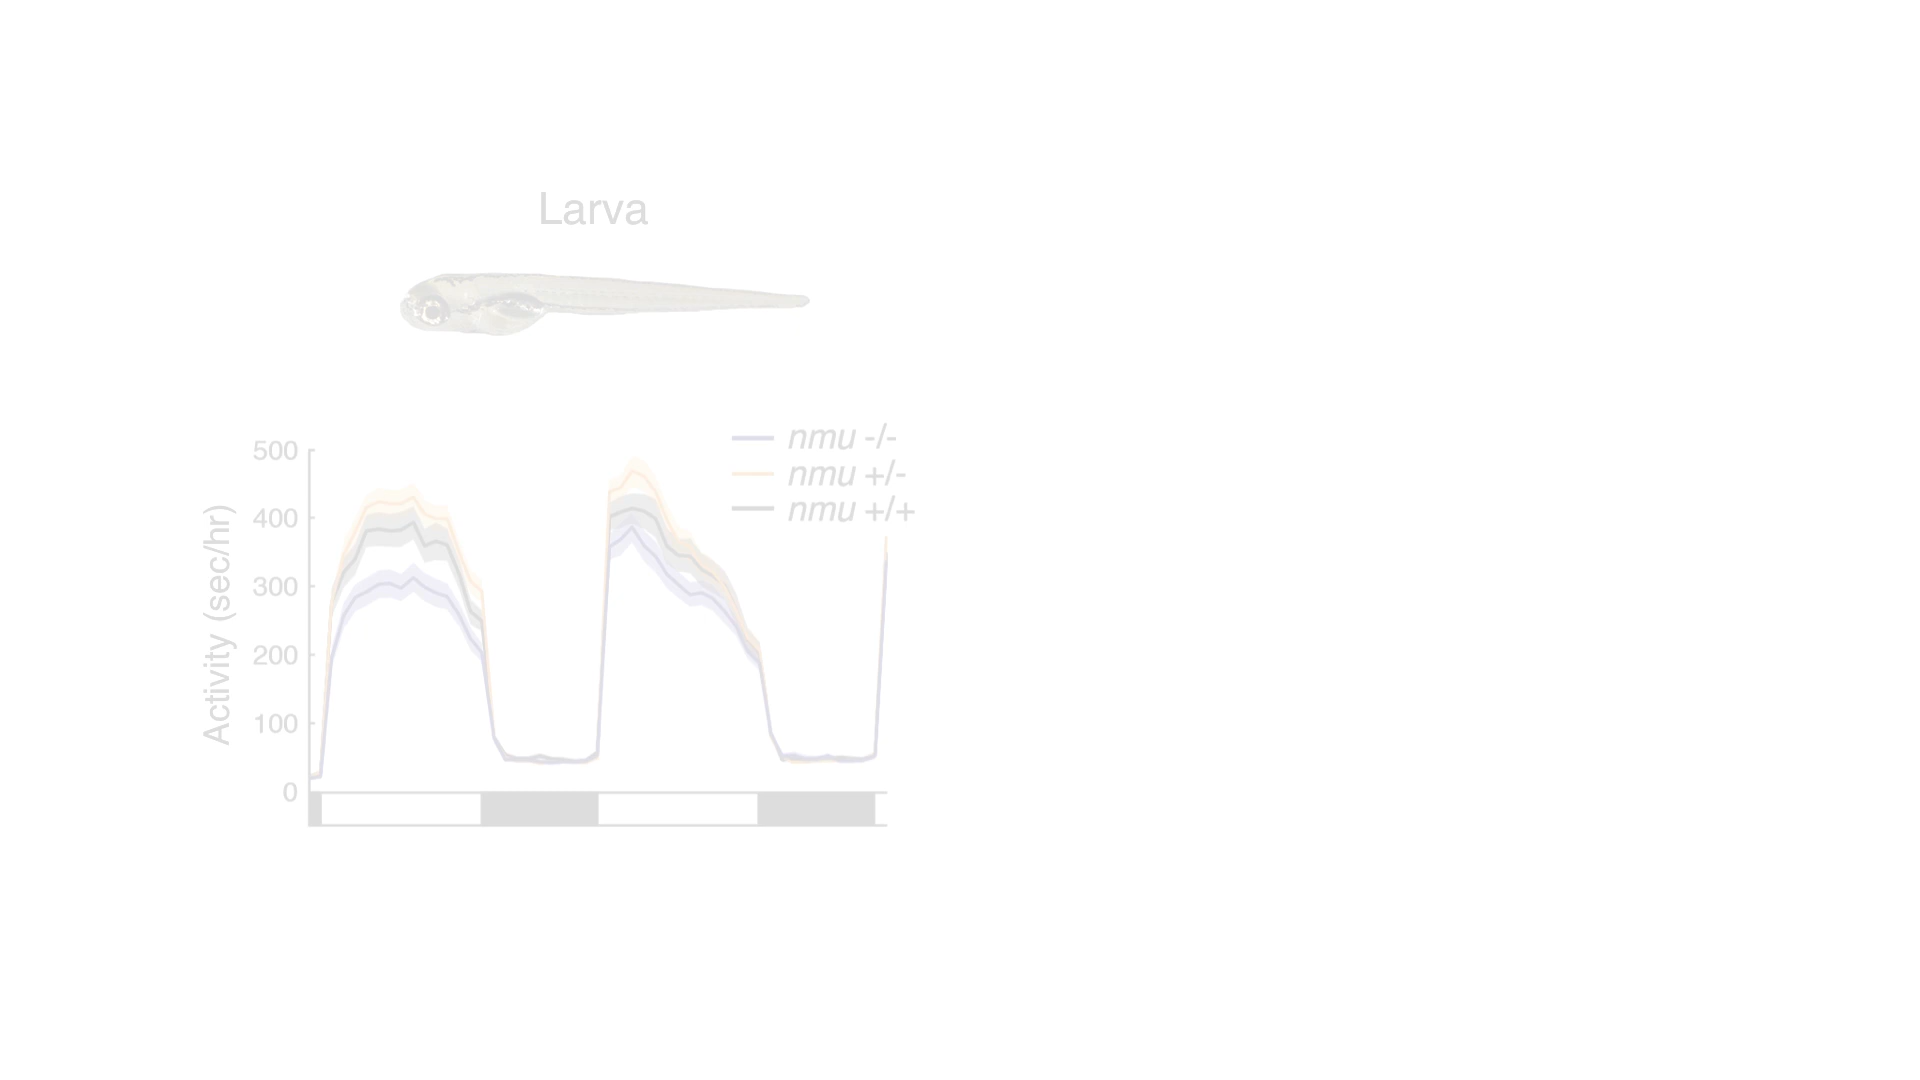 Larva
nmu -/-
nmu +/-
nmu +/+
500
400
300
200
100
0
Activity (sec/hr)